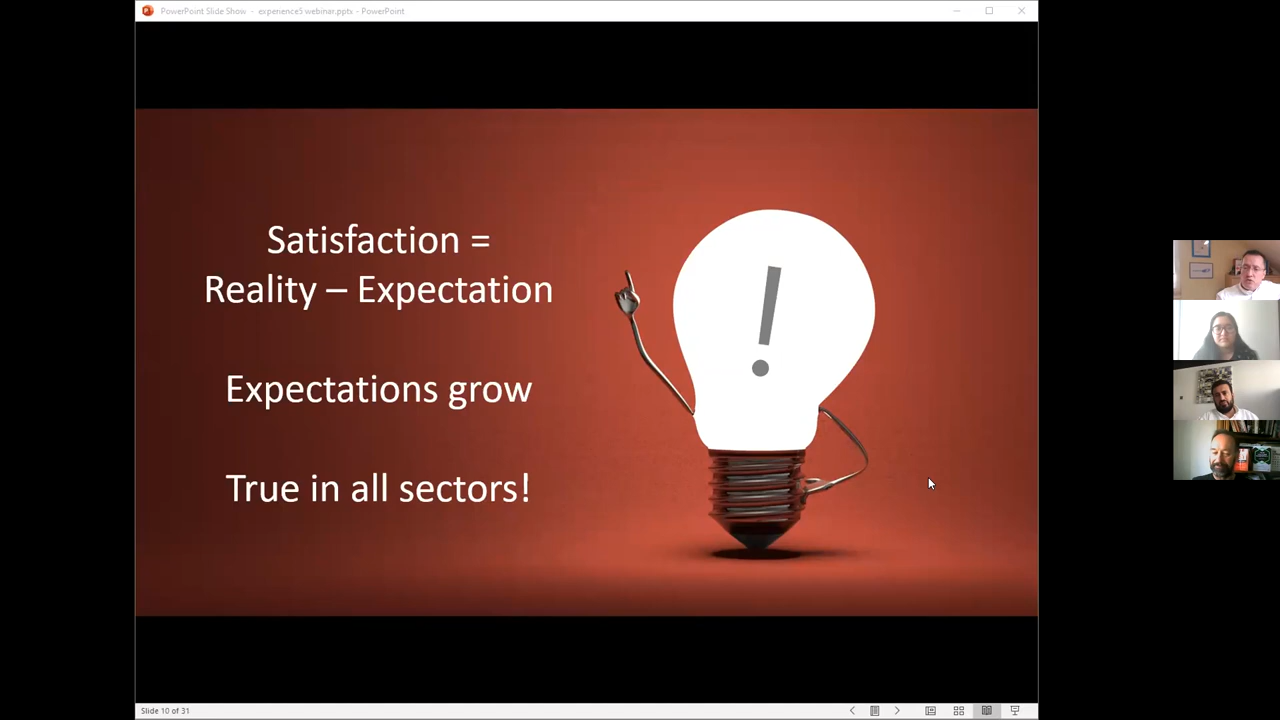 PowerPoint Slide Show - experience5 webinar.pptx - PowerPoint
Satisfaction =
Reality – Expectation
Expectations grow
True in all sectors!
!
Slide 10 of 31